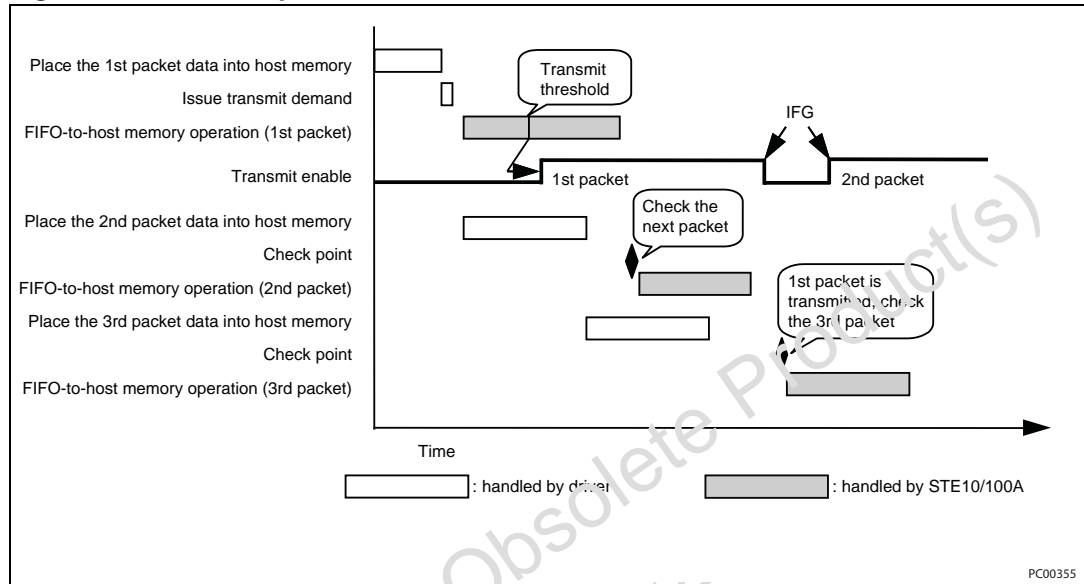 Place the 1st packet data into host memory
Issue transmit demand
FIFO-to-host memory operation (1st packet)
Transmit enable
Place the 2nd packet data into host memory
Check point
FIFO-to-host memory operation (2nd packet)
Place the 3rd packet data into host memory
Check point
FIFO-to-host memory operation (3rd packet)
Transmit
threshold
IFG
1st packet
2nd packet
Check the
next packet
1st packet is
transmitted, check
the 3rd packet
Time
: handled by driver
: handled by STE10/100A
Obsolete Product(s)
PC00355